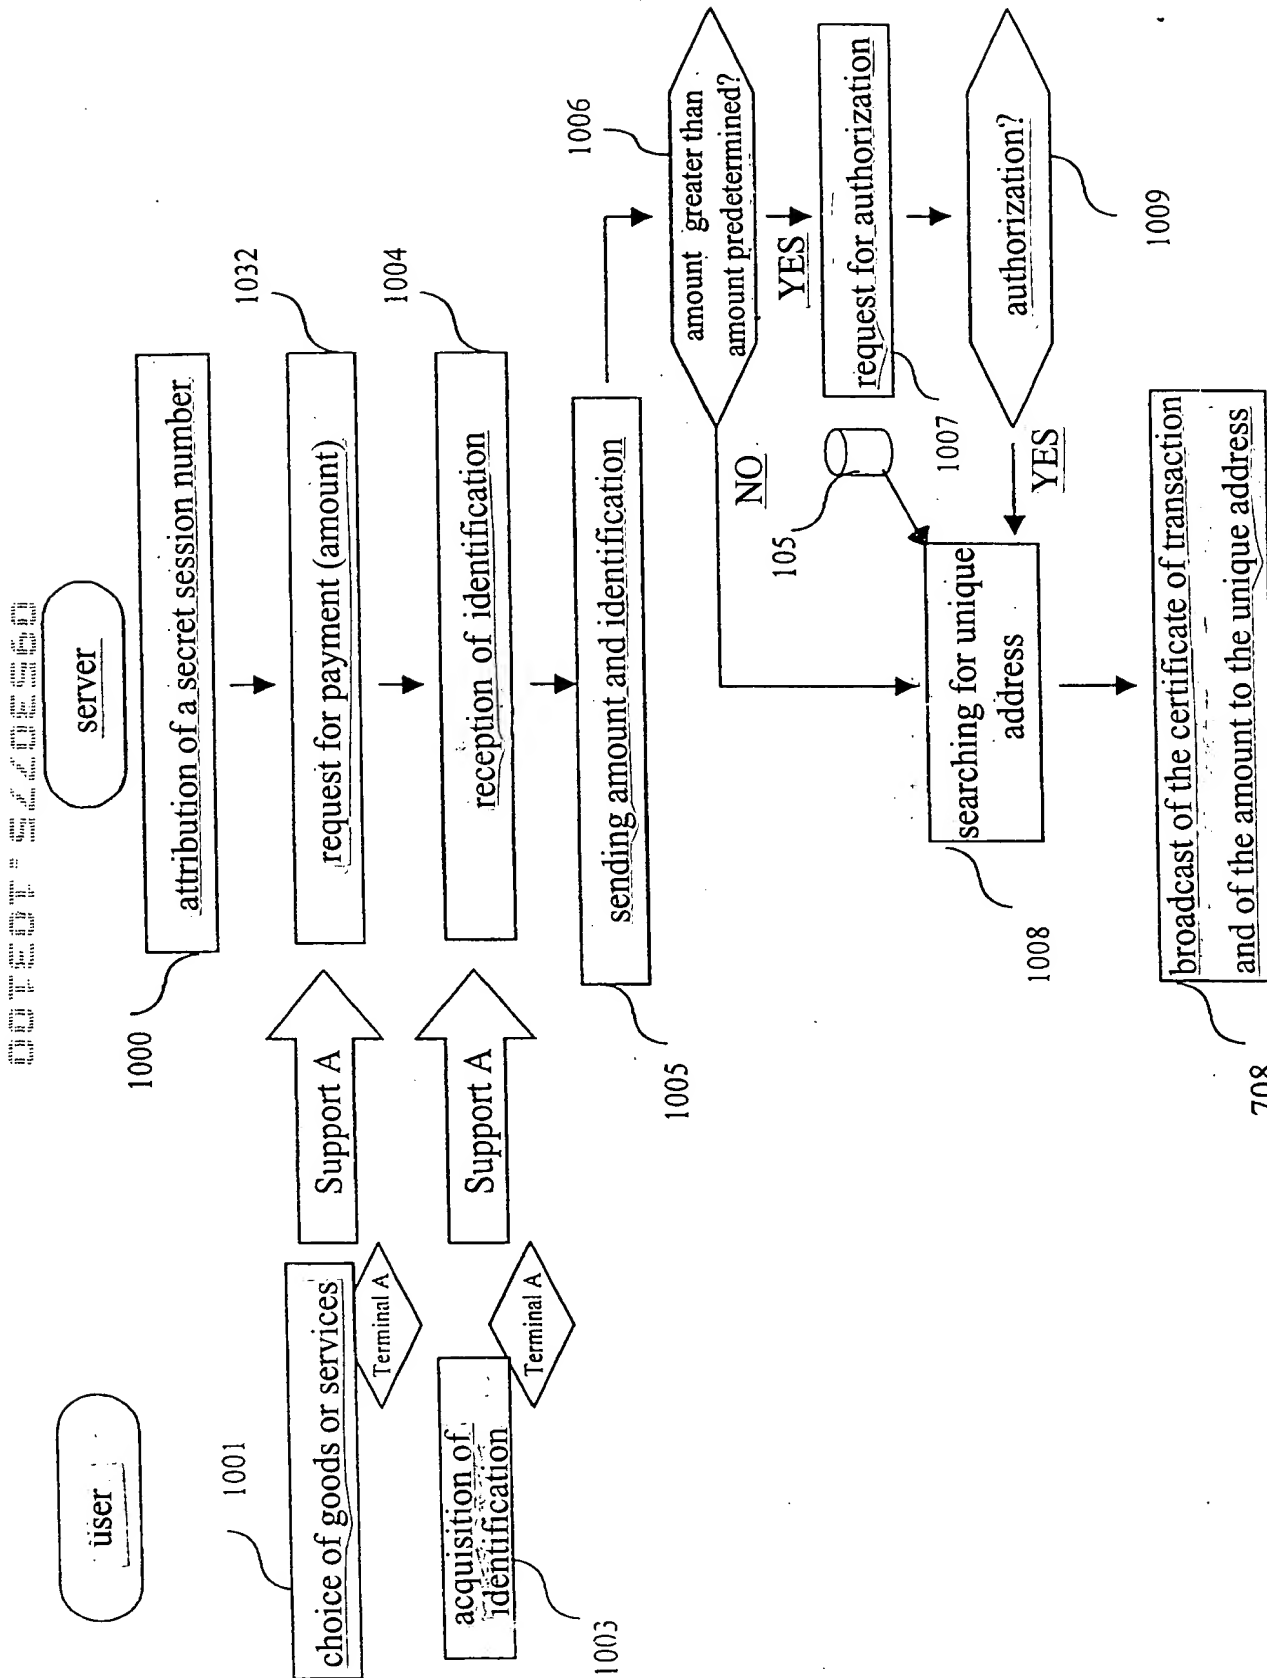 09530775.103100
user
server
attribution of a secret session number
1000
1001
choice of goods or services
Terminal A
Support A
request for payment (amount)
1032
acquisition of
identification
1003
Terminal A
Support A
reception of identification
1004
sending amount and identification
1005
amount greater than
amount predetermined?
1006
NO
YES
request for authorization
1007
105
authorization?
1009
YES
searching for unique
address
1008
broadcast of the certificate of transaction
and of the amount to the unique address
708